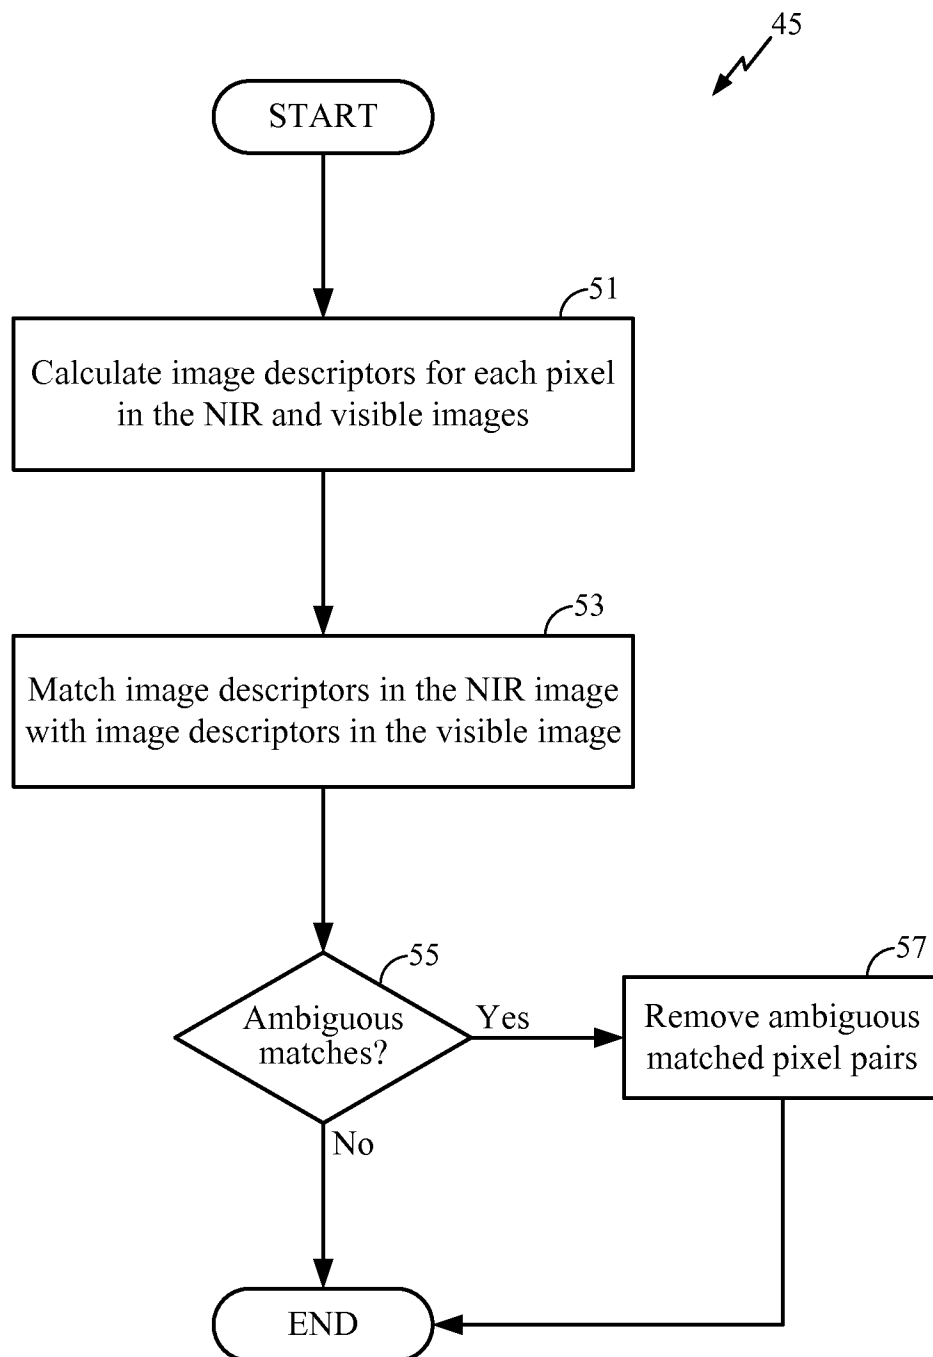 45
START
51
Calculate image descriptors for each pixel
in the NIR and visible images
53
Match image descriptors in the NIR image
with image descriptors in the visible image
55
Ambiguous
matches?
Yes
57
Remove ambiguous
matched pixel pairs
No
END